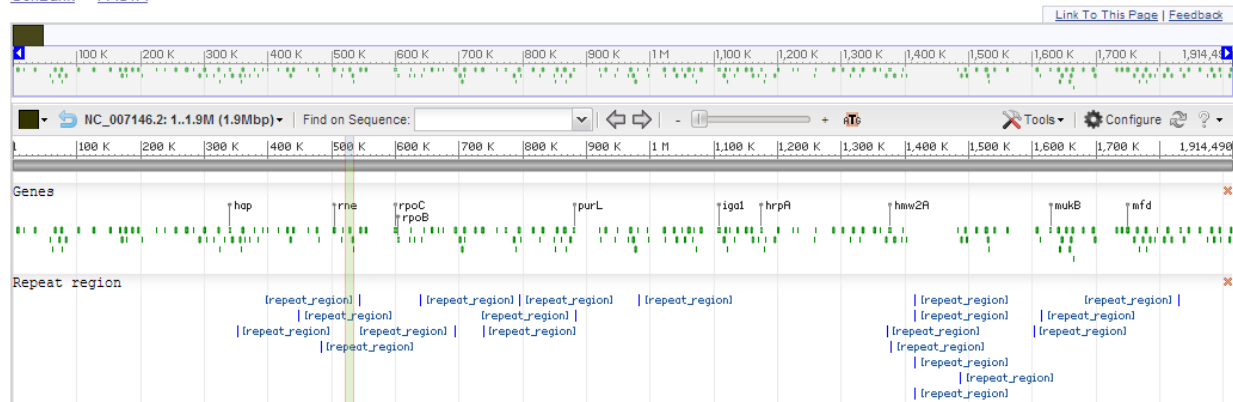 Link To This Page | Feedback
100 K 200 K 300 K 400 K 500 K 600 K 700 K 800 K 900 K 1 M 1,100 K 1,200 K 1,300 K 1,400 K 1,500 K 1,600 K 1,700 K 1,914,49
NC_007146.2: 1..1.9M (1.9Mbp) Find on Sequence: - + ATG Tools Configure ?
1 100 K 200 K 300 K 400 K 500 K 600 K 700 K 800 K 900 K 1 M 1,100 K 1,200 K 1,300 K 1,400 K 1,500 K 1,600 K 1,700 K 1,914,490
Genes
hap rne rpoC purL iga1 hrpA hmw2A mukB mfd
rpoB
Repeat region
[repeat_region] [repeat_region] [repeat_region] [repeat_region] [repeat_region] [repeat_region]
[repeat_region] [repeat_region] [repeat_region] [repeat_region]
[repeat_region] [repeat_region] [repeat_region] [repeat_region] [repeat_region]
[repeat_region] [repeat_region]
[repeat_region]
[repeat_region]
[repeat_region]